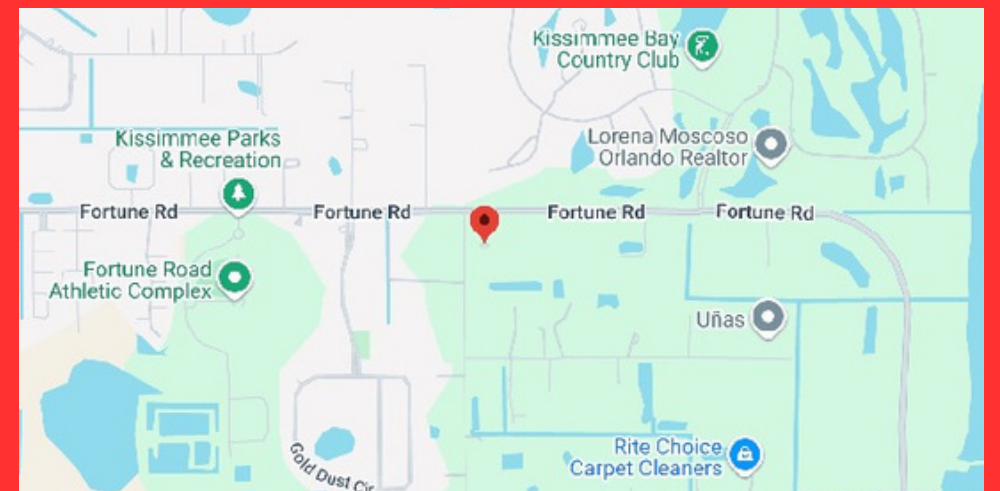 Kissimmee Bay
Country Club
Kissimmee Parks
& Recreation
Lorena Moscoso
Orlando Realtor
Fortune Rd
Fortune Rd
Fortune Rd
Fortune Rd
Fortune Road
Athletic Complex
Uñas
Rite Choice
Carpet Cleaners
Gold Dust Cir